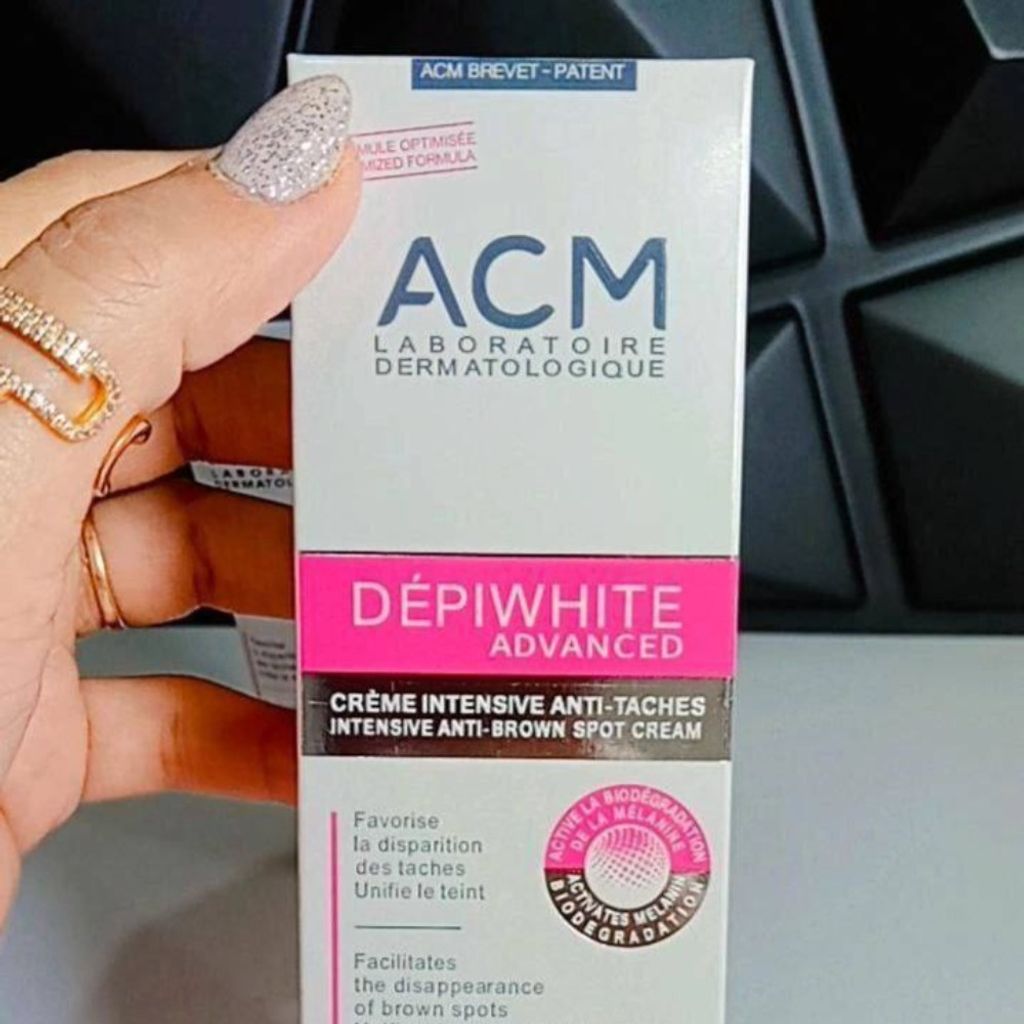 ACM BREVET - PATENT
MULE OPTIMISÉE
MIZED FORMULA
ACM
LABORATOIRE
DERMATOLOGIQUE
DÉPIWHITE
ADVANCED
CRÈME INTENSIVE ANTI-TACHES
INTENSIVE ANTI-BROWN SPOT CREAM
Favorise
la disparition
des taches
Unifie le teint
ACTIVE LA BIODÉGRADATION
DE LA MÉLANINE
ACTIVATES MELANIN
BIODEGRADATION
Facilitates
the disappearance
of brown spots